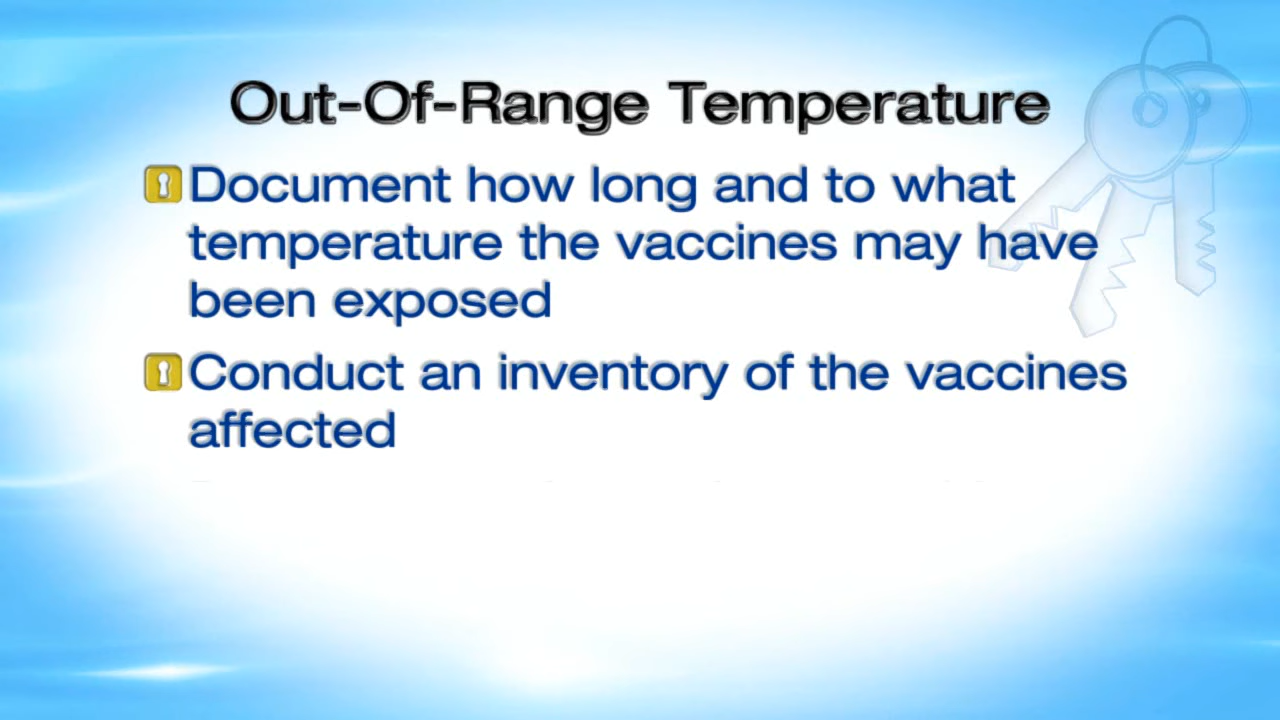 Out-Of-Range Temperature
Document how long and to what
temperature the vaccines may have
been exposed
Conduct an inventory of the vaccines
affected